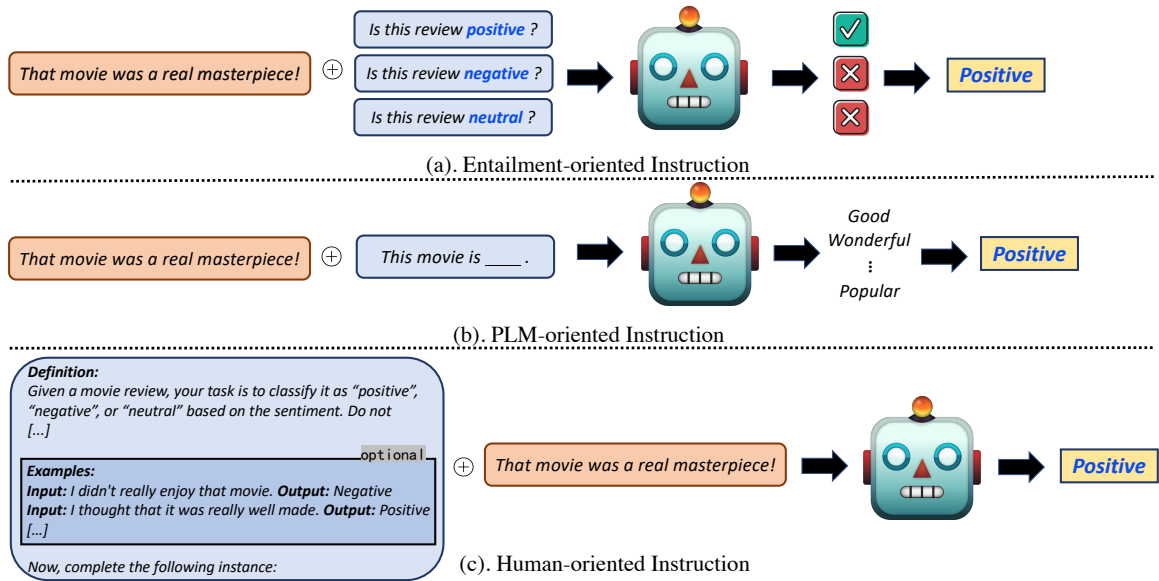 Is this review positive ?
That movie was a real masterpiece!
Is this review negative ?
Is this review neutral ?
Positive
(a). Entailment-oriented Instruction
That movie was a real masterpiece!
This movie is ____ .
Good
Wonderful
⋮
Popular
Positive
(b). PLM-oriented Instruction
Definition:
Given a movie review, your task is to classify it as “positive”,
“negative”, or “neutral” based on the sentiment. Do not
[...]
optional
Examples:
Input: I didn't really enjoy that movie. Output: Negative
Input: I thought that it was really well made. Output: Positive
[...]
Now, complete the following instance:
That movie was a real masterpiece!
Positive
(c). Human-oriented Instruction